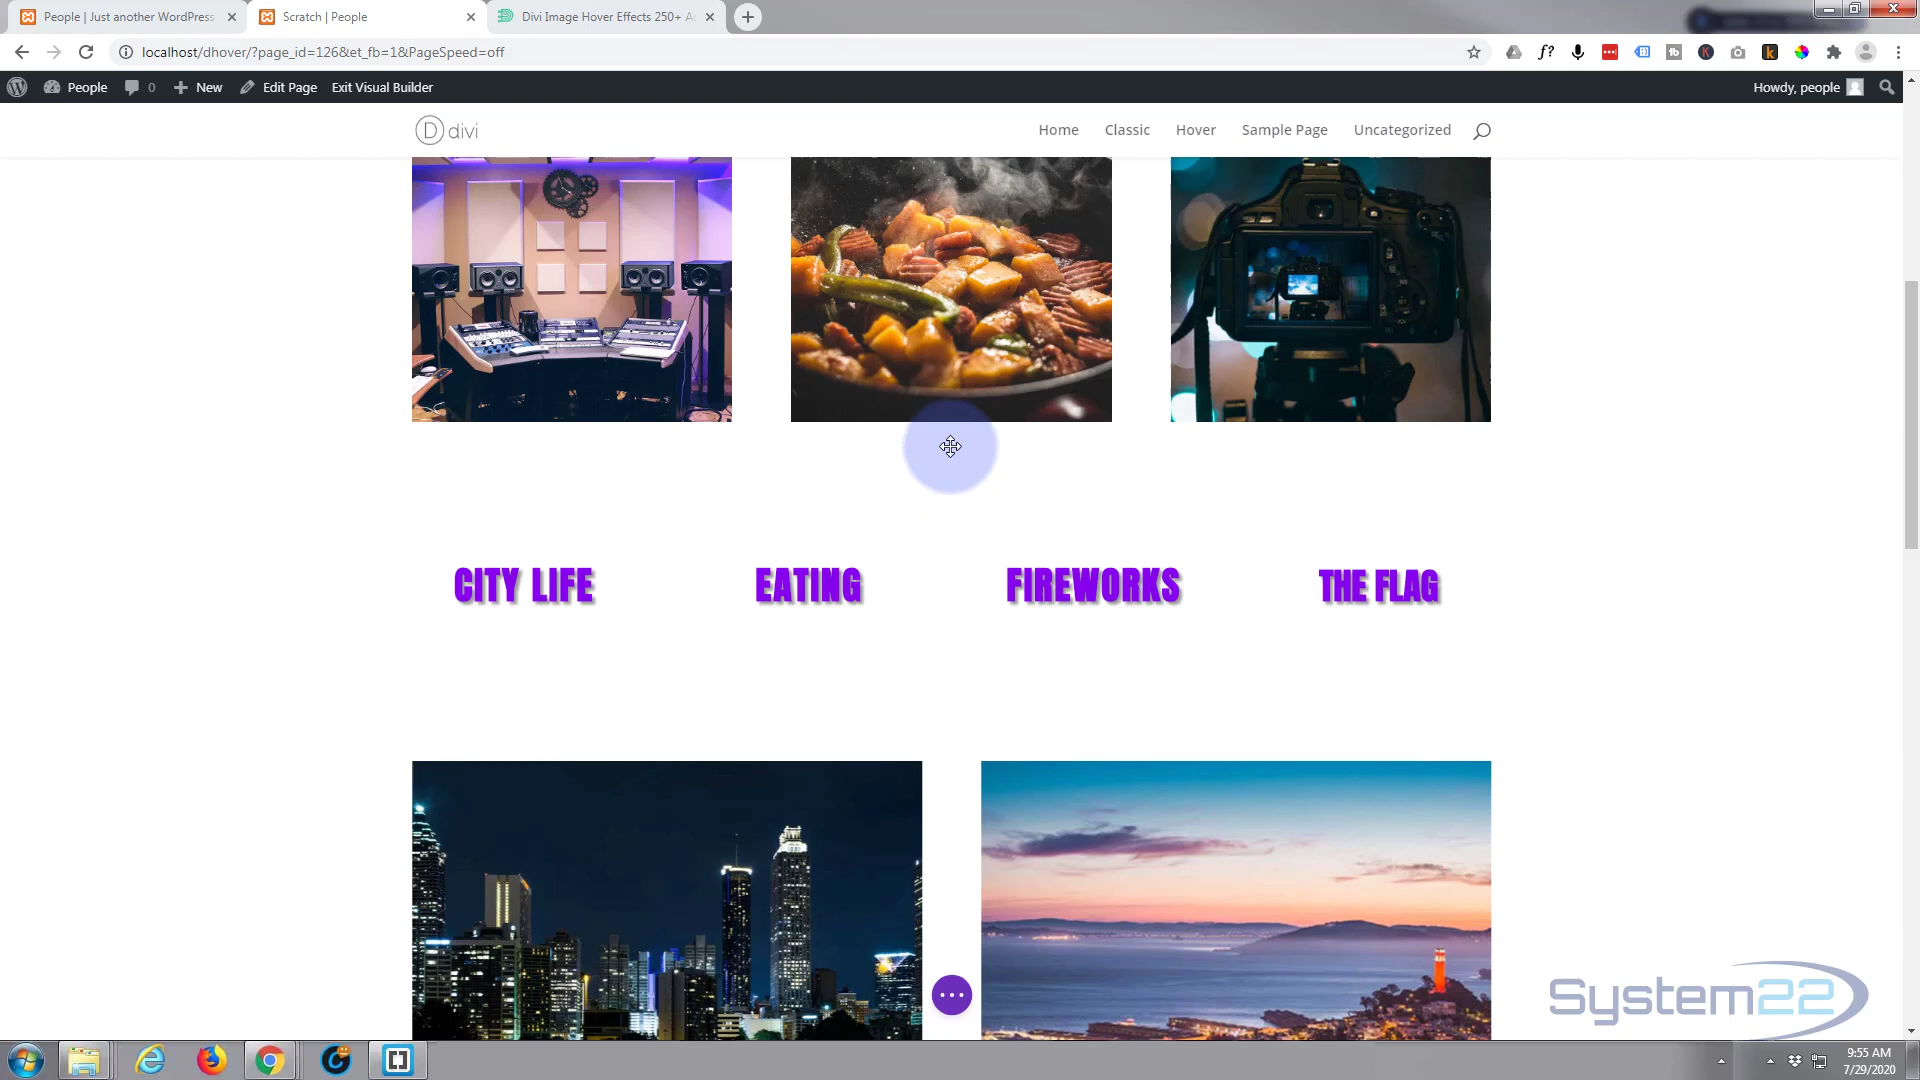 People | Just another WordPress
Scratch | People
Divi Image Hover Effects 250+ A
localhost/dhover/?page_id=126&et_fb=1&PageSpeed=off
People
0
New
Edit Page
Exit Visual Builder
Howdy, people
divi
Home
Classic
Hover
Sample Page
Uncategorized
CITY LIFE
EATING
FIREWORKS
THE FLAG
System22
9:55 AM
7/29/2020